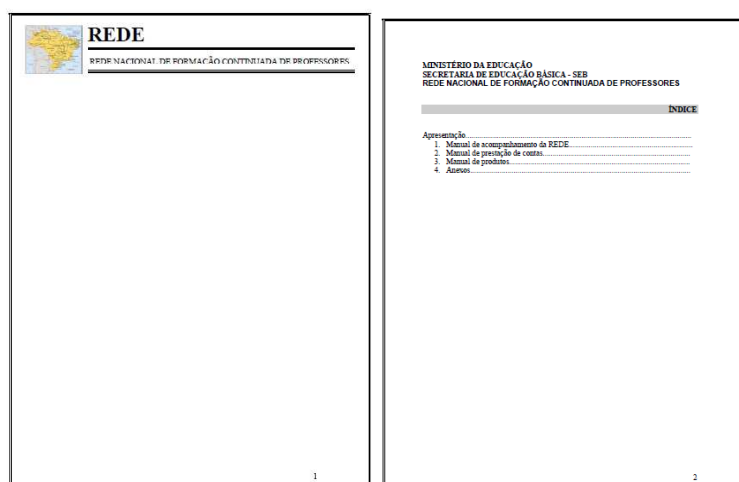 REDE
REDE NACIONAL DE FORMAÇÃO CONTINUADA DE PROFESSORES
1
MINISTÉRIO DA EDUCAÇÃO
SECRETARIA DE EDUCAÇÃO BÁSICA - SEB
REDE NACIONAL DE FORMAÇÃO CONTINUADA DE PROFESSORES
ÍNDICE
Apresentação
1. Manual de acompanhamento da REDE
2. Manual de prestação de contas
3. Manual de produtos
4. Anexos
2